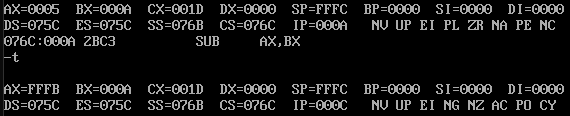 AX=0005  BX=000A  CX=001D  DX=0000  SP=FFFC  BP=0000  SI=0000  DI=0000
DS=075C  ES=075C  SS=076B  CS=076C  IP=000A   NV UP EI PL ZR NA PE NC
076C:000A 2BC3          SUB     AX,BX
-t
AX=FFFB  BX=000A  CX=001D  DX=0000  SP=FFFC  BP=0000  SI=0000  DI=0000
DS=075C  ES=075C  SS=076B  CS=076C  IP=000C   NV UP EI NG NZ AC PO CY